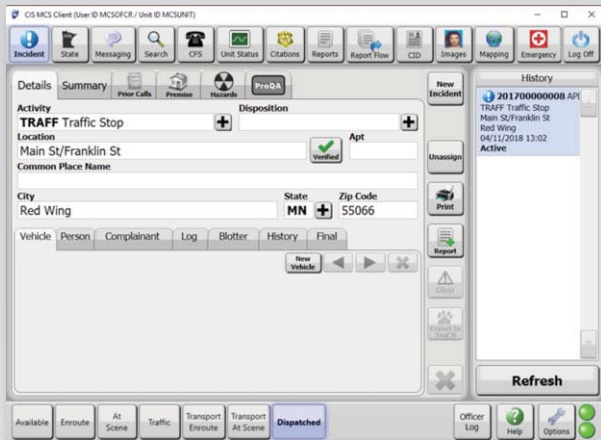 CIS MCS Client (User ID MCSOFCR / Unit ID MCSUNIT)
Incident State Messaging Search CFS Unit Status Citations Reports Report Flow CID Images Mapping Emergency Log Off
Details Summary Prior Calls Premise Hazards ProQA
New Incident
History
Activity Disposition
TRAFF Traffic Stop
201700000008
TRAFF Traffic Stop
Main St/Franklin St
Red Wing
04/11/2018 13:02
Active
Location Apt
Main St/Franklin St Verified
Unassign
Common Place Name
City State Zip Code
Red Wing MN 55066
Print
Vehicle Person Complainant Log Blotter History Final
New Vehicle
Report
Clear
Export to TraCS
Refresh
Available Enroute At Scene Traffic Transport Enroute Transport At Scene Dispatched Officer Log Help Options